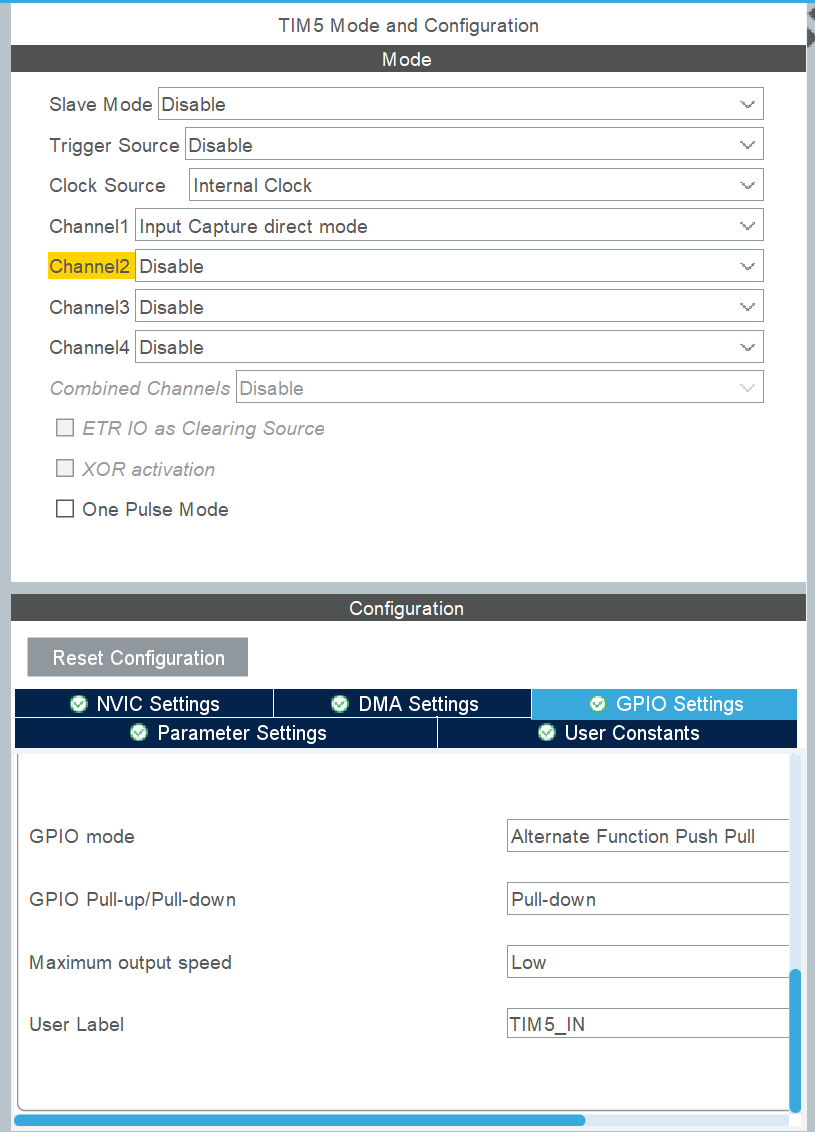 TIM5 Mode and Configuration
Mode
Slave Mode Disable
Trigger Source Disable
Clock Source Internal Clock
Channel1 Input Capture direct mode
Channel2 Disable
Channel3 Disable
Channel4 Disable
Combined Channels Disable
ETR IO as Clearing Source
XOR activation
One Pulse Mode
Configuration
Reset Configuration
NVIC Settings DMA Settings GPIO Settings
Parameter Settings User Constants
GPIO mode Alternate Function Push Pull
GPIO Pull-up/Pull-down Pull-down
Maximum output speed Low
User Label TIM5_IN